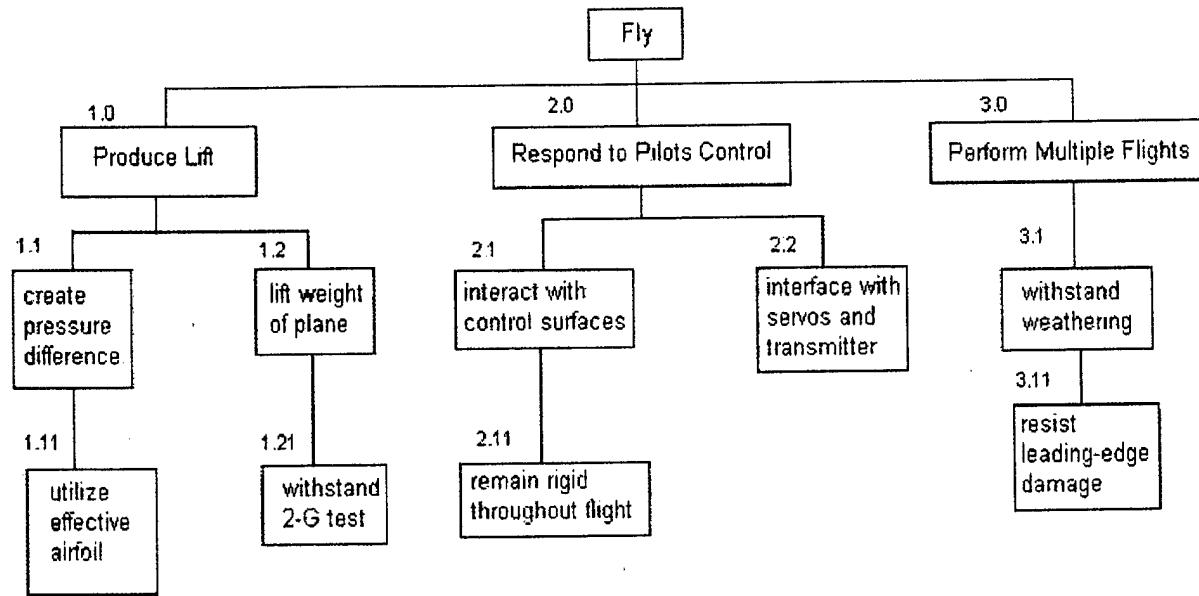 Fly
1.0
2.0
3.0
Produce Lift
Respond to Pilots Control
Perform Multiple Flights
1.1
create
pressure
difference
1.2
lift weight
of plane
2.1
interact with
control surfaces
2.2
interface with
servos and
transmitter
3.1
withstand
weathering
1.11
utilize
effective
airfoil
1.21
withstand
2-G test
2.11
remain rigid
throughout flight
3.11
resist
leading-edge
damage